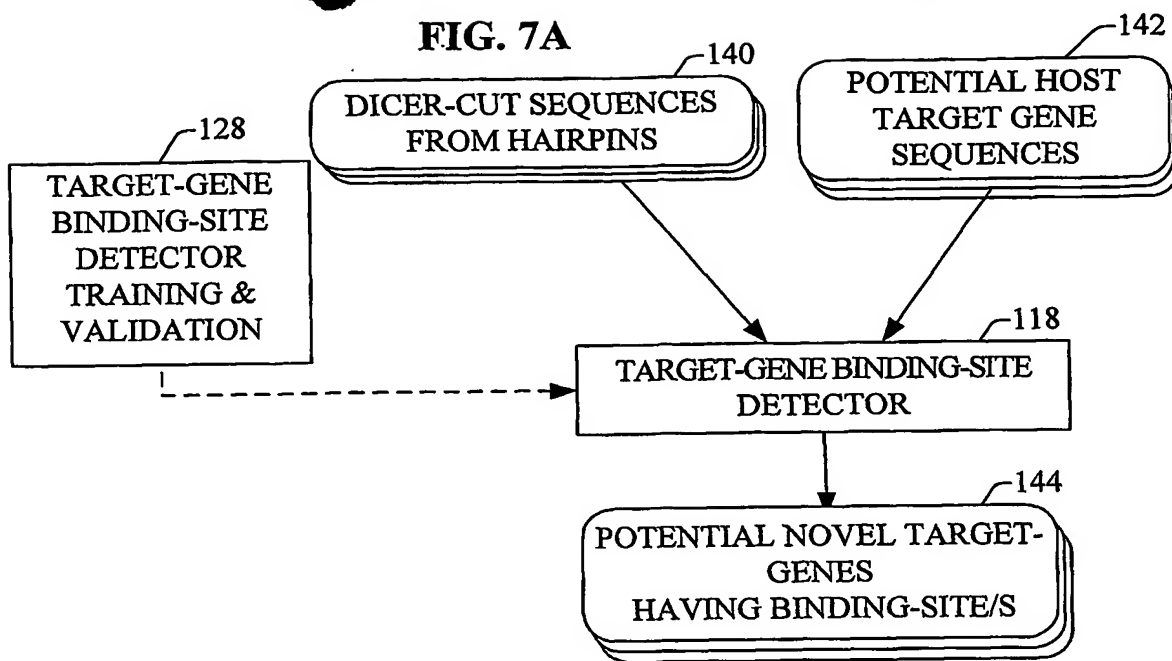 FIG. 7A
140
DICER-CUT SEQUENCES
FROM HAIRPINS
142
POTENTIAL HOST
TARGET GENE
SEQUENCES
128
TARGET-GENE
BINDING-SITE
DETECTOR
TRAINING &
VALIDATION
118
TARGET-GENE BINDING-SITE
DETECTOR
144
POTENTIAL NOVEL TARGET-
GENES
HAVING BINDING-SITE/S